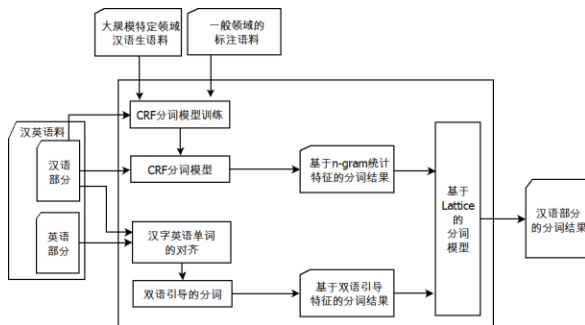 大规模特定领域
汉语生语料
一般领域的
标注语料
CRF分词模型训练
汉英语料
汉语
部分
CRF分词模型
基于n-gram统计
特征的分词结果
基于
Lattice
的
分词
模型
汉语部分
的分词结果
英语
部分
汉字英语单词
的对齐
双语引导的分词
基于双语引导
特征的分词结果